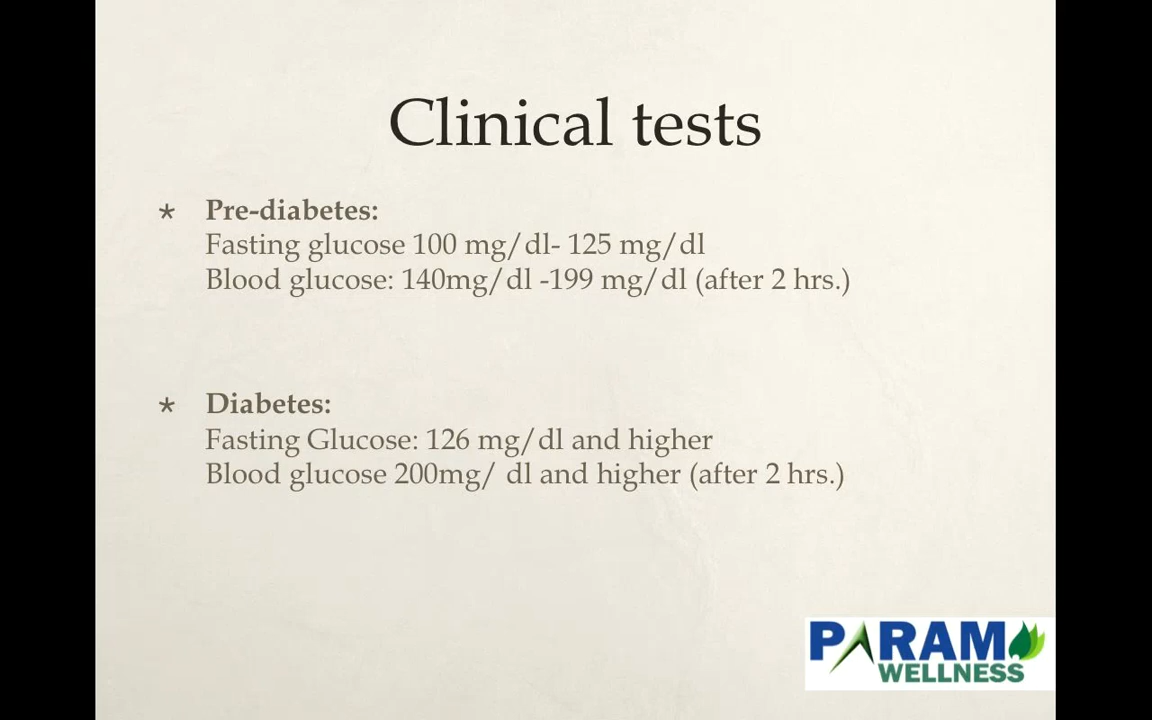 Clinical tests
* Pre-diabetes:
Fasting glucose 100 mg/dl- 125 mg/dl
Blood glucose: 140mg/dl -199 mg/dl (after 2 hrs.)
* Diabetes:
Fasting Glucose: 126 mg/dl and higher
Blood glucose 200mg/ dl and higher (after 2 hrs.)
PARAM
WELLNESS